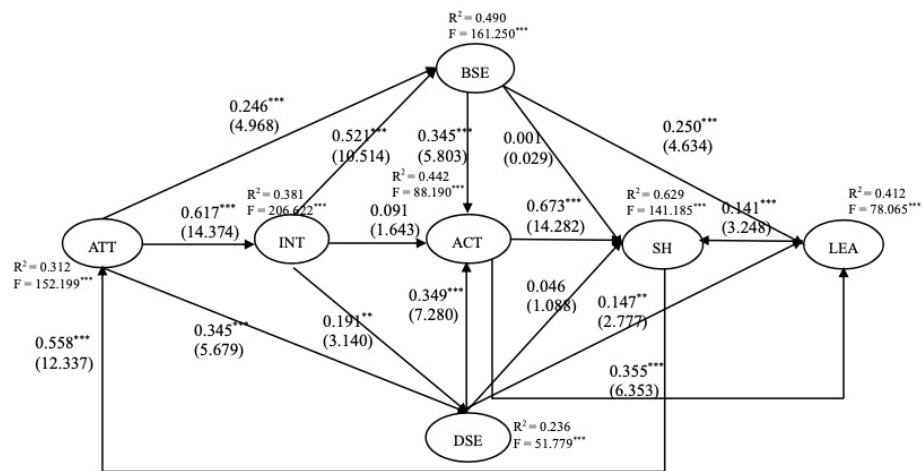 R² = 0.490
F = 161.250***
BSE
0.246***
(4.968)
0.521***
(10.514)
0.345***
(5.803)
0.001
(0.029)
0.250***
(4.634)
R² = 0.442
F = 88.190***
R² = 0.381
F = 206.622***
R² = 0.629
F = 141.185***
R² = 0.412
F = 78.065***
0.617***
(14.374)
0.091
(1.643)
0.673***
(14.282)
0.141***
(3.248)
ATT
INT
ACT
SH
LEA
R² = 0.312
F = 152.199***
0.558***
(12.337)
0.345***
(5.679)
0.191**
(3.140)
0.349***
(7.280)
0.046
(1.088)
0.147**
(2.777)
0.355***
(6.353)
DSE
R² = 0.236
F = 51.779***